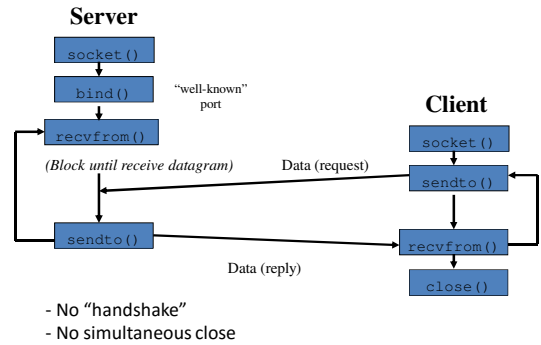 Server
socket()
bind()
“well-known”
port
recvfrom()
(Block until receive datagram)
sendto()
Client
socket()
sendto()
Data (request)
recvfrom()
Data (reply)
close()
- No “handshake”
- No simultaneous close